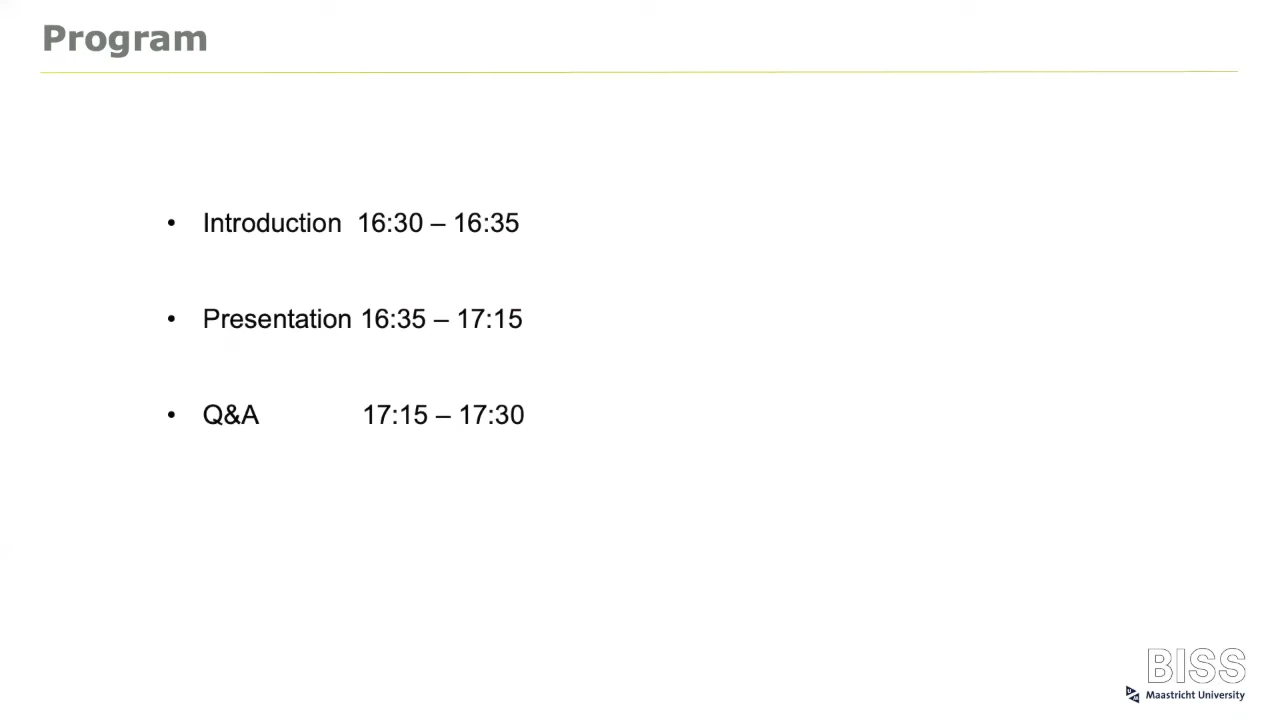 Program
• Introduction 16:30 – 16:35
• Presentation 16:35 – 17:15
• Q&A 17:15 – 17:30
BISS
Maastricht University